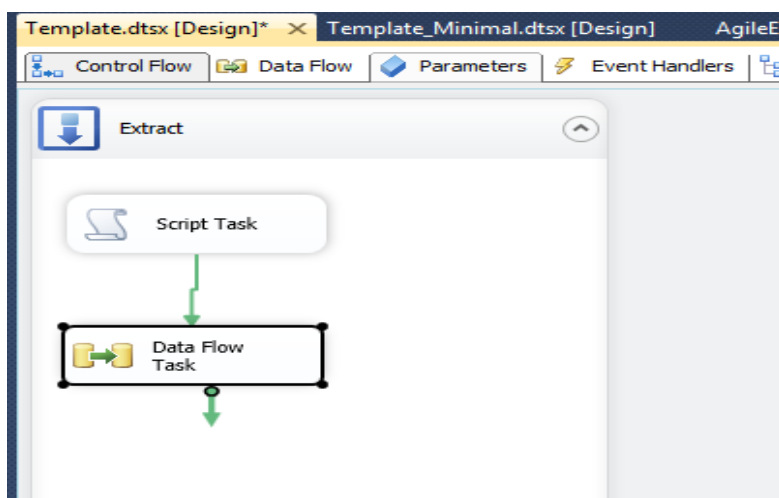 Template.dtsx [Design]* Template_Minimal.dtsx [Design] AgileE
Control Flow Data Flow Parameters Event Handlers
Extract
Script Task
Data Flow
Task